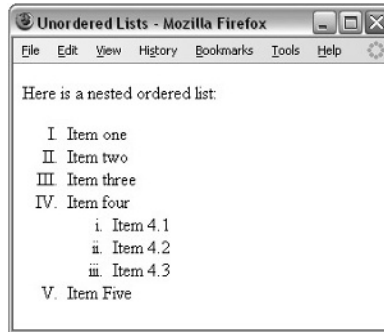 Unordered Lists - Mozilla Firefox
File Edit View History Bookmarks Tools Help
Here is a nested ordered list:
I. Item one
II. Item two
III. Item three
IV. Item four
i. Item 4.1
ii. Item 4.2
iii. Item 4.3
V. Item Five